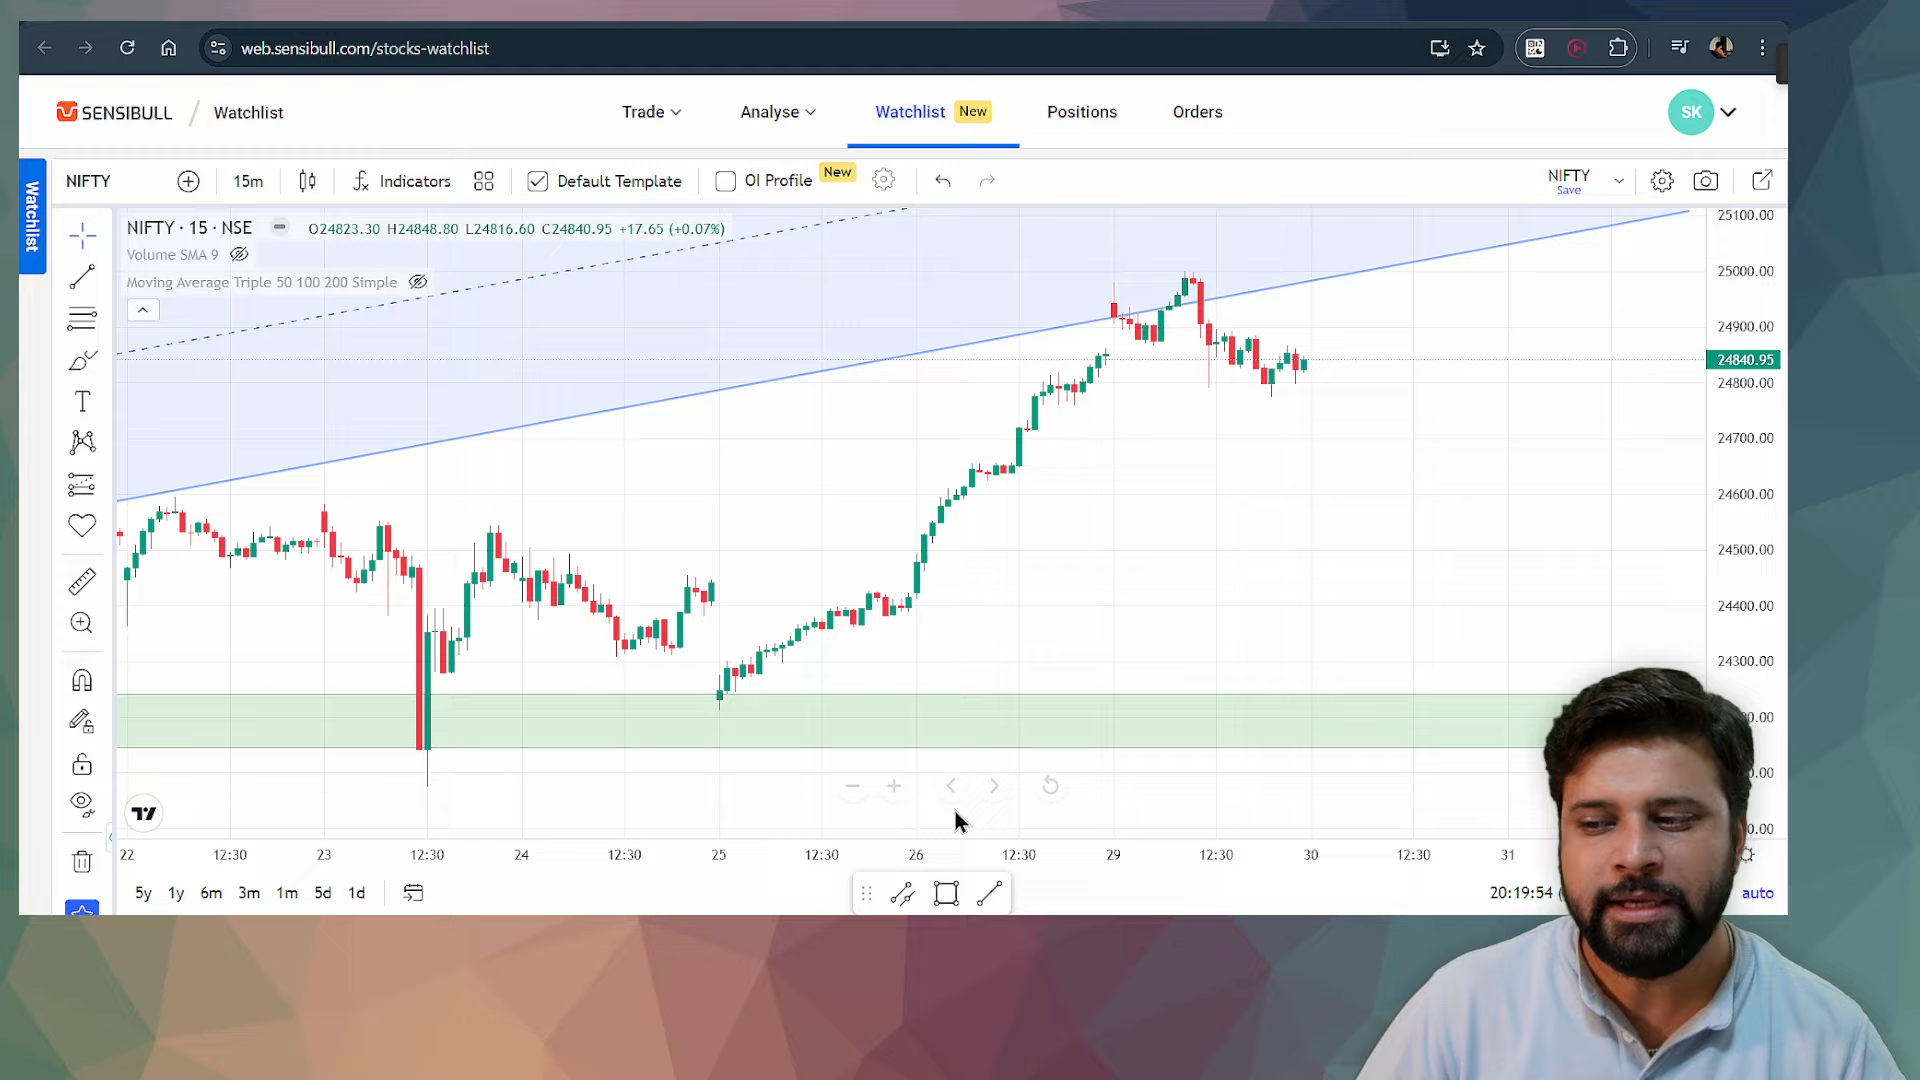 web.sensibull.com/stocks-watchlist
SENSIBULL / Watchlist
Trade
Analyse
Watchlist New
Positions
Orders
SK
Watchlist
NIFTY
15m
Indicators
Default Template
OI Profile New
NIFTY
Save
NIFTY · 15 · NSE O24823.30 H24848.80 L24816.60 C24840.95 +17.65 (+0.07%)
Volume SMA 9
Moving Average Triple 50 100 200 Simple
25100.00
25000.00
24900.00
24840.95
24800.00
24700.00
24600.00
24500.00
24400.00
24300.00
22 12:30 23 12:30 24 12:30 25 12:30 26 12:30 29 12:30 30 12:30 31
5y 1y 6m 3m 1m 5d 1d
20:19:54
auto